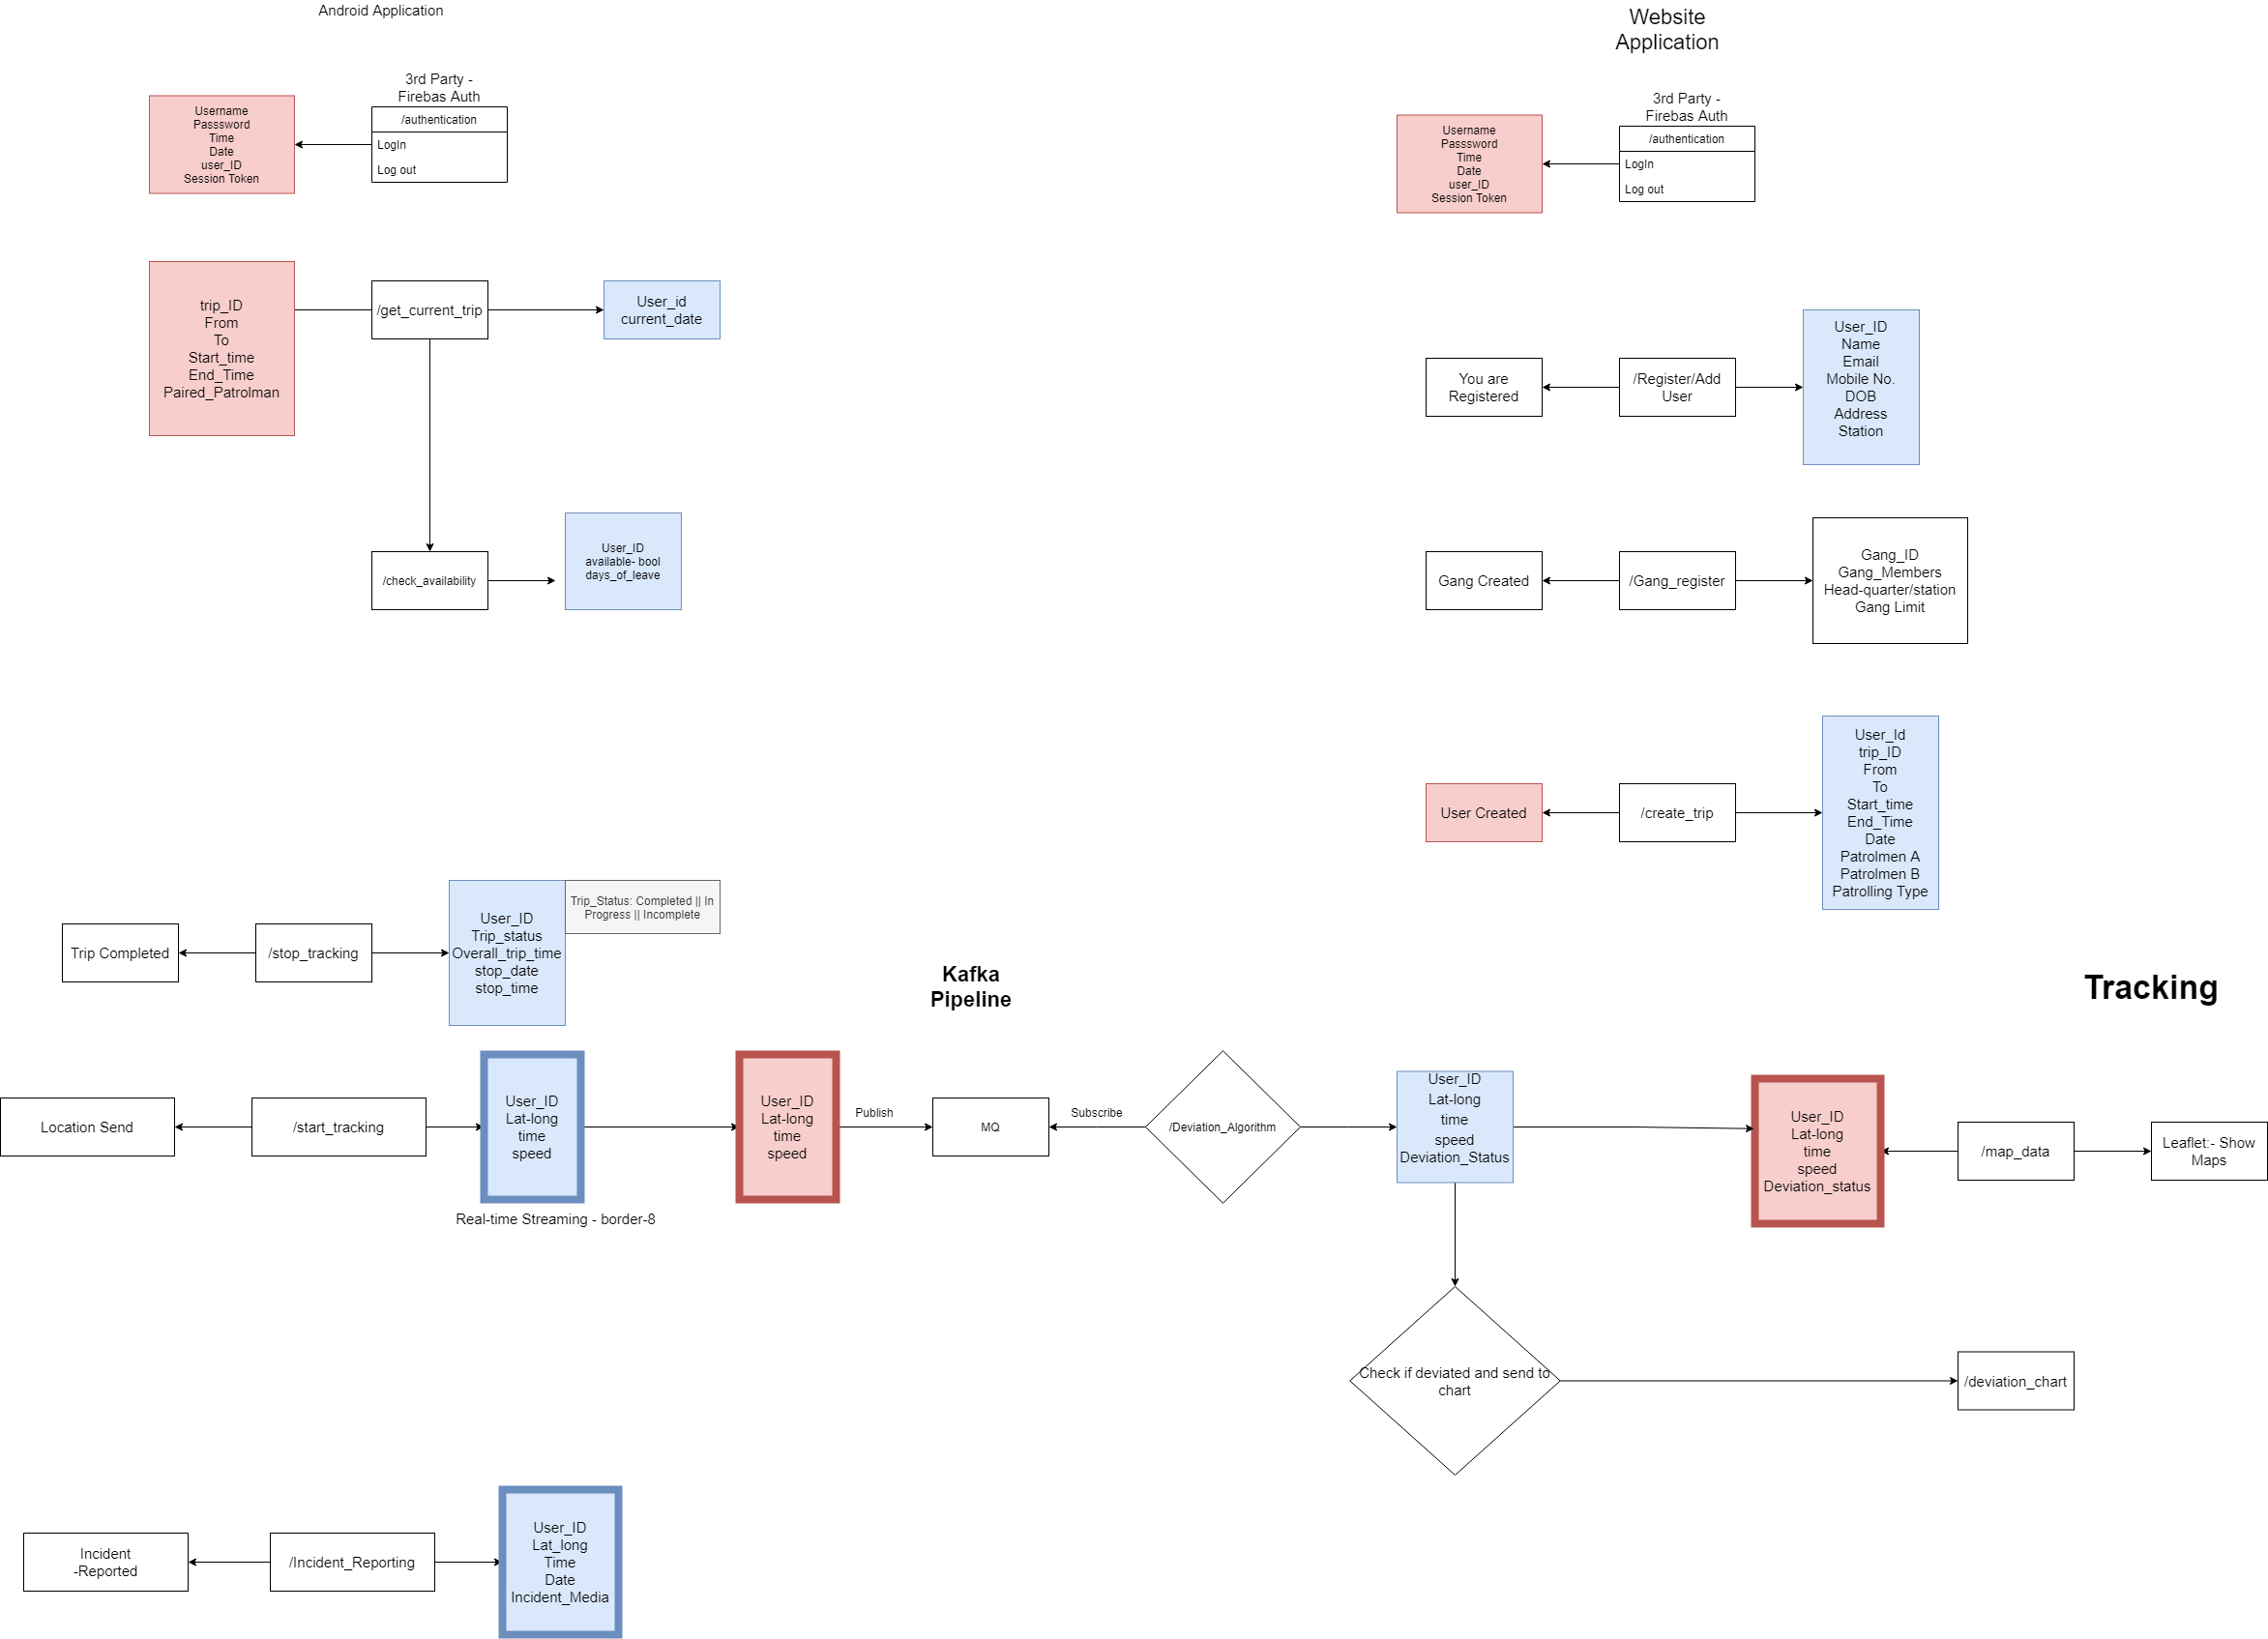 Android Application
Website
Application
3rd Party -
Firebas Auth
/authentication
LogIn
Log out
Username
Passsword
Time
Date
user_ID
Session Token
3rd Party -
Firebas Auth
/authentication
LogIn
Log out
Username
Passsword
Time
Date
user_ID
Session Token
trip_ID
From
To
Start_time
End_Time
Paired_Patrolman
/get_current_trip
User_id
current_date
You are
Registered
/Register/Add
User
User_ID
Name
Email
Mobile No.
DOB
Address
Station
/check_availability
User_ID
available- bool
days_of_leave
Gang Created
/Gang_register
Gang_ID
Gang_Members
Head-quarter/station
Gang Limit
User Created
/create_trip
User_Id
trip_ID
From
To
Start_time
End_Time
Date
Patrolmen A
Patrolmen B
Patrolling Type
Trip Completed
/stop_tracking
User_ID
Trip_status
Overall_trip_time
stop_date
stop_time
Trip_Status: Completed || In
Progress || Incomplete
Kafka
Pipeline
Tracking
Location Send
/start_tracking
User_ID
Lat-long
time
speed
Real-time Streaming - border-8
User_ID
Lat-long
time
speed
Publish
MQ
Subscribe
/Deviation_Algorithm
User_ID
Lat-long
time
speed
Deviation_Status
User_ID
Lat-long
time
speed
Deviation_status
/map_data
Leaflet:- Show
Maps
Check if deviated and send to
chart
/deviation_chart
Incident
-Reported
/Incident_Reporting
User_ID
Lat_long
Time
Date
Incident_Media